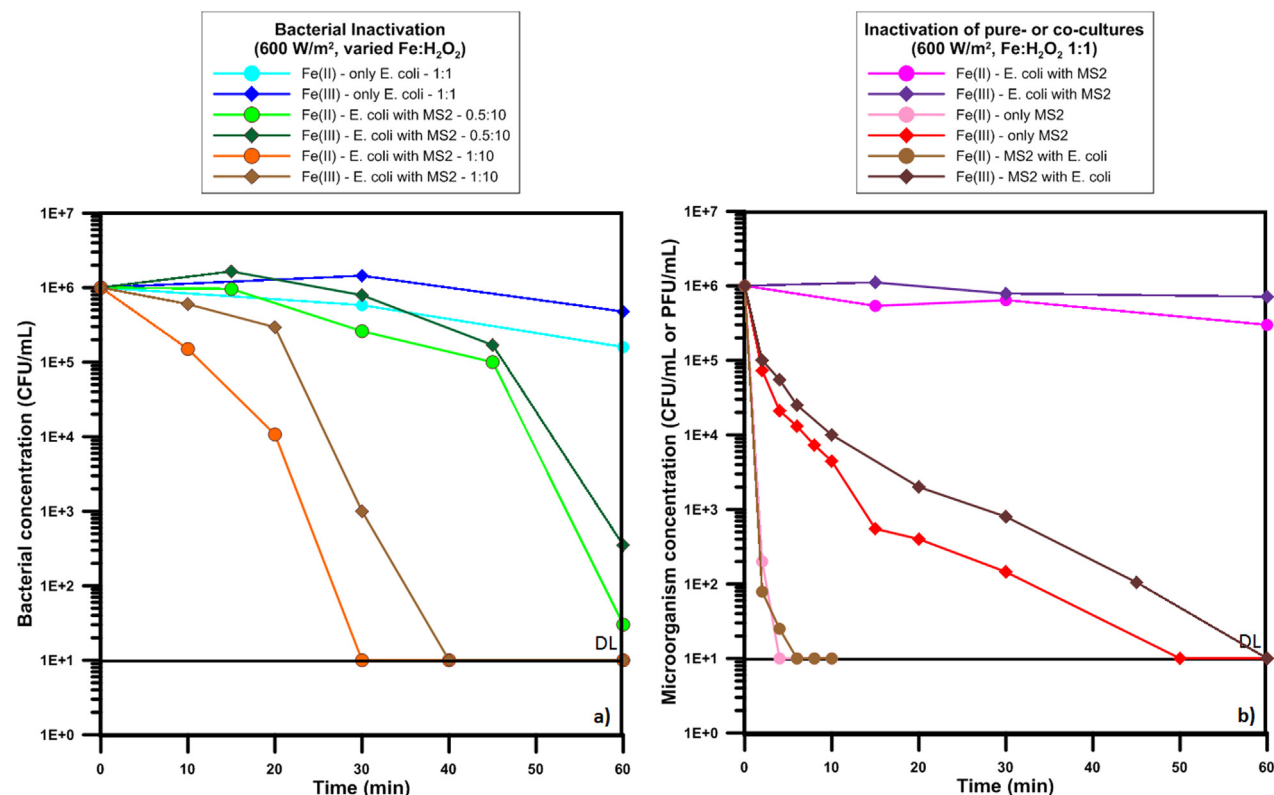 Bacterial Inactivation
(600 W/m², varied Fe:H₂O₂)
Fe(II) - only E. coli - 1:1
Fe(III) - only E.coli - 1:1
Fe(II) - E. coli with MS2 - 0.5:10
Fe(III) - E. coli with MS2 - 0.5:10
Fe(II) - E. coli with MS2 - 1:10
Fe(III) - E. coli with MS2 - 1:10
1E+7
1E+6
1E+5
1E+4
1E+3
1E+2
1E+1
1E+0
Bacterial concentration (CFU/mL)
DL
a)
0 10 20 30 40 50 60
Time (min)
Inactivation of pure- or co-cultures
(600 W/m², Fe:H₂O₂ 1:1)
Fe(II) - E. coli with MS2
Fe(III) - E. coli with MS2
Fe(II) - only MS2
Fe(III) - only MS2
Fe(II) - MS2 with E. coli
Fe(III) - MS2 with E. coli
1E+7
1E+6
1E+5
1E+4
1E+3
1E+2
1E+1
1E+0
Microorganism concentration (CFU/mL or PFU/mL)
DL
b)
0 10 20 30 40 50 60
Time (min)